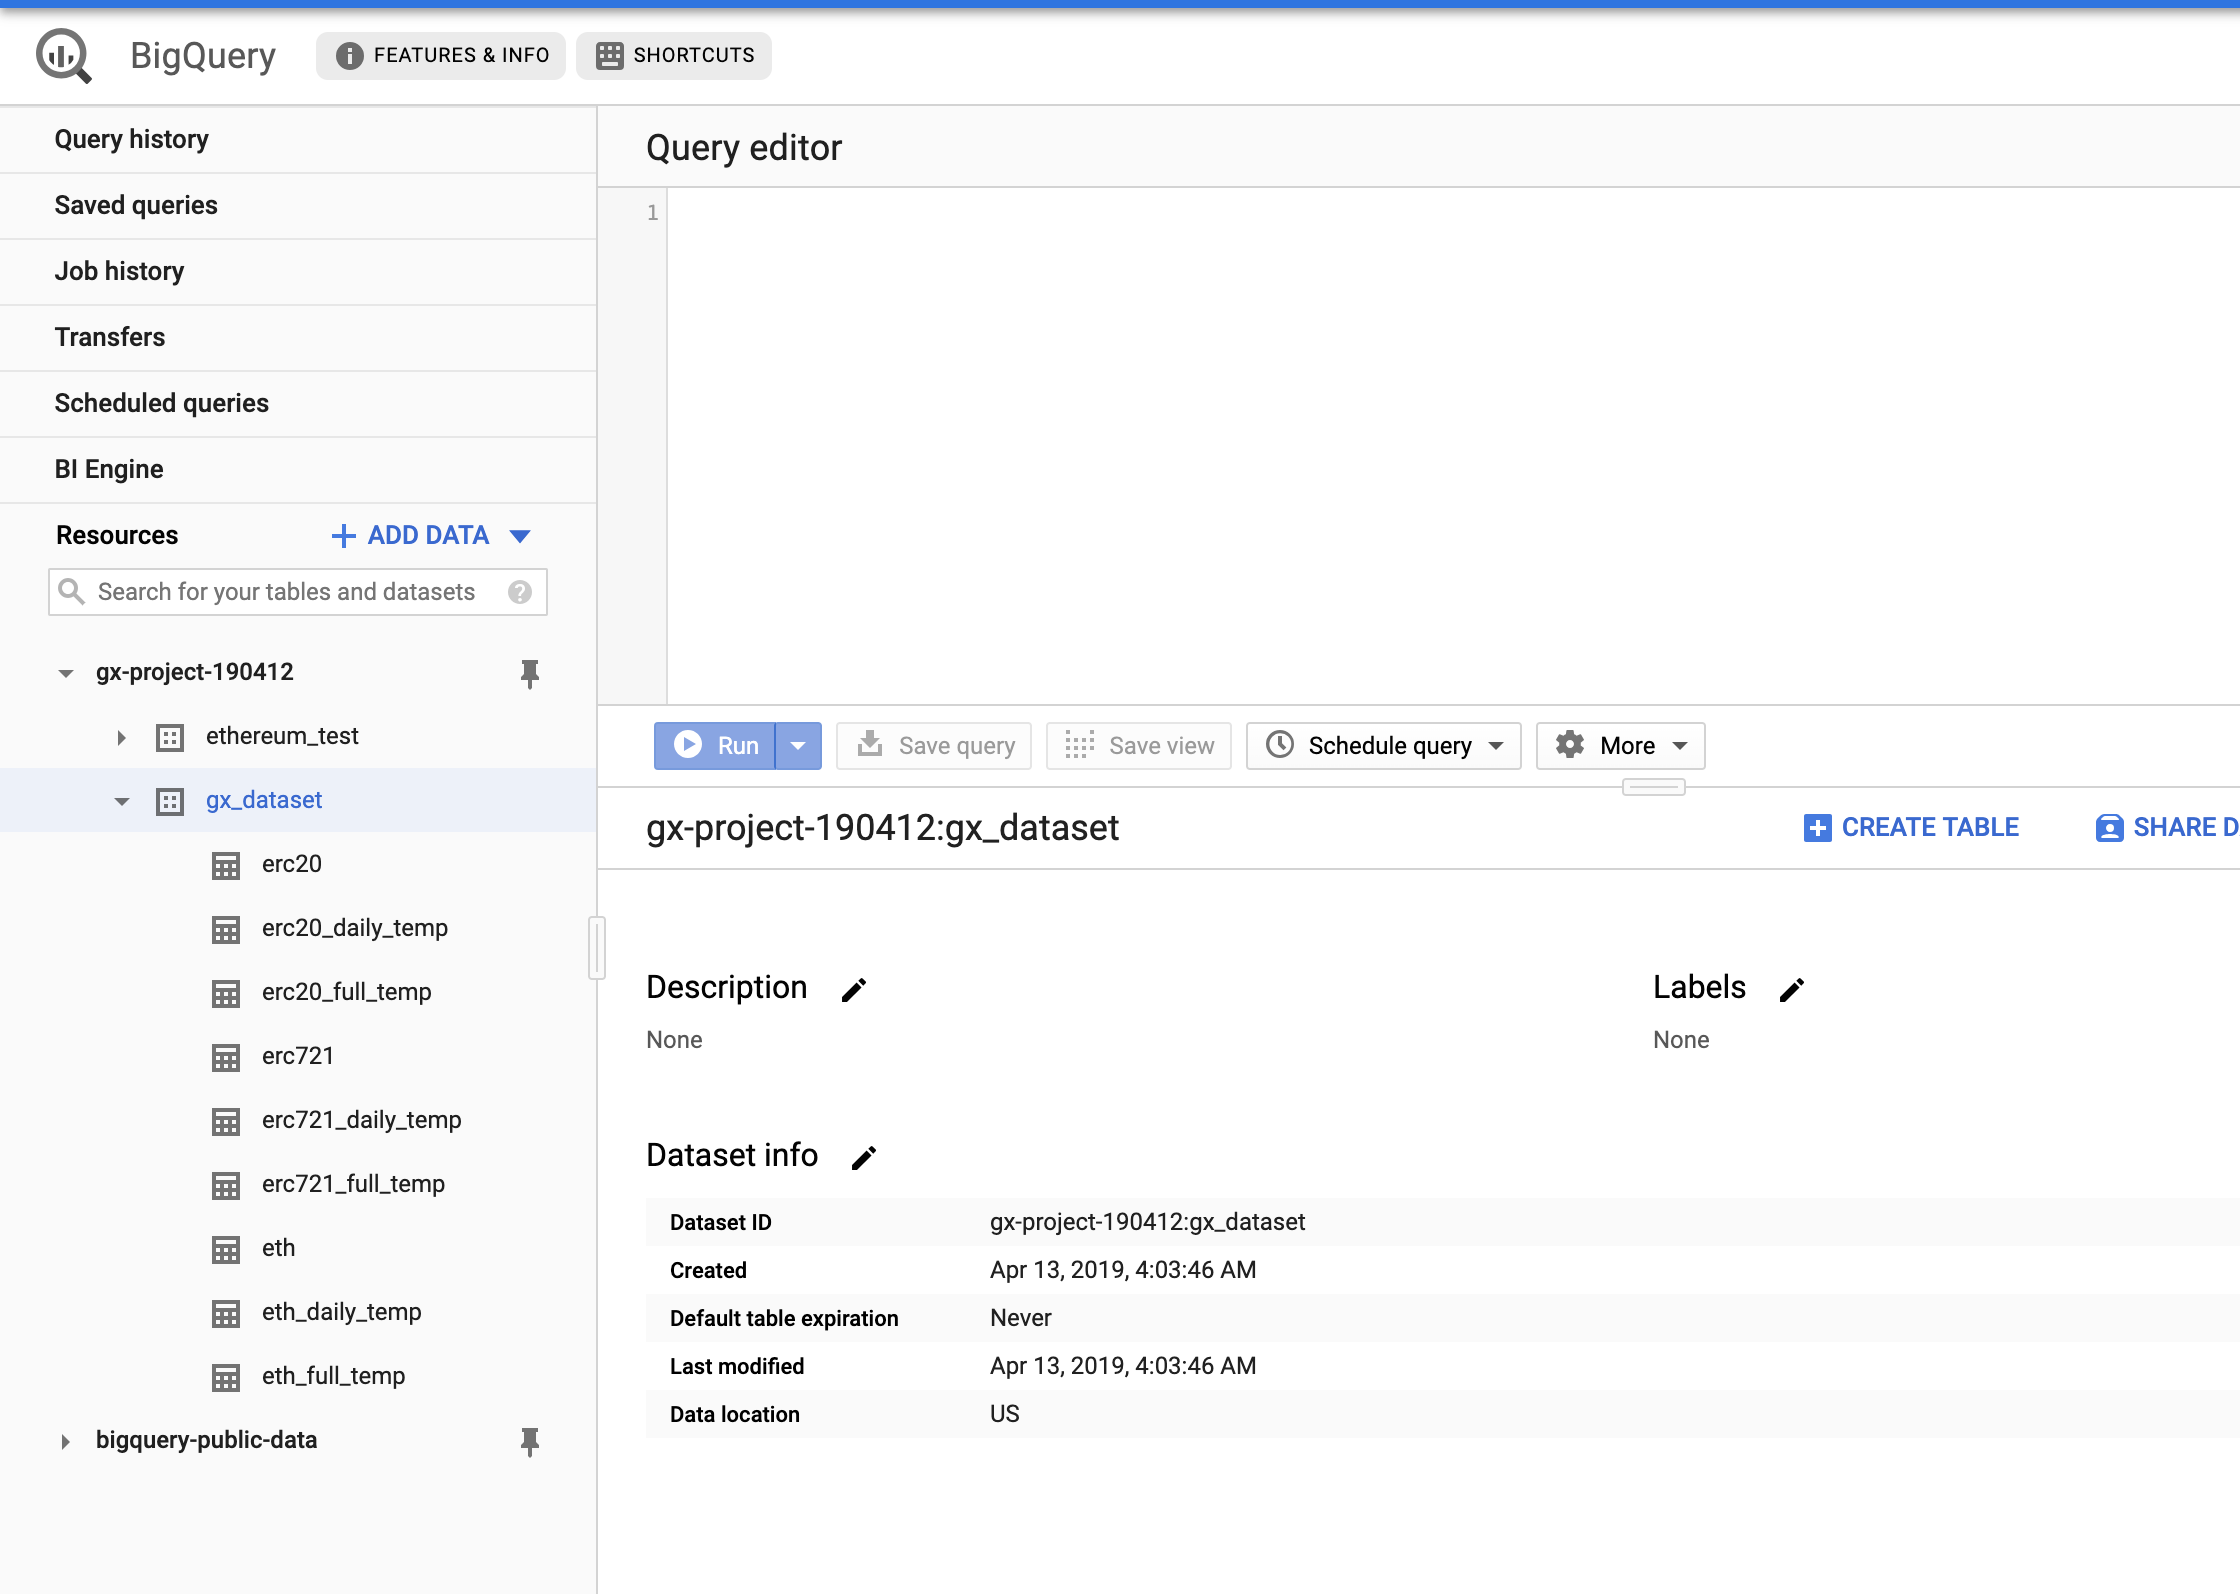 BigQuery FEATURES & INFO SHORTCUTS
Query history
Saved queries
Job history
Transfers
Scheduled queries
BI Engine
Resources ADD DATA
Search for your tables and datasets
gx-project-190412
ethereum_test
gx_dataset
erc20
erc20_daily_temp
erc20_full_temp
erc721
erc721_daily_temp
erc721_full_temp
eth
eth_daily_temp
eth_full_temp
bigquery-public-data
Query editor
1
Run Save query Save view Schedule query More
gx-project-190412:gx_dataset CREATE TABLE SHARE D
Description Labels
None None
Dataset info
Dataset ID gx-project-190412:gx_dataset
Created Apr 13, 2019, 4:03:46 AM
Default table expiration Never
Last modified Apr 13, 2019, 4:03:46 AM
Data location US